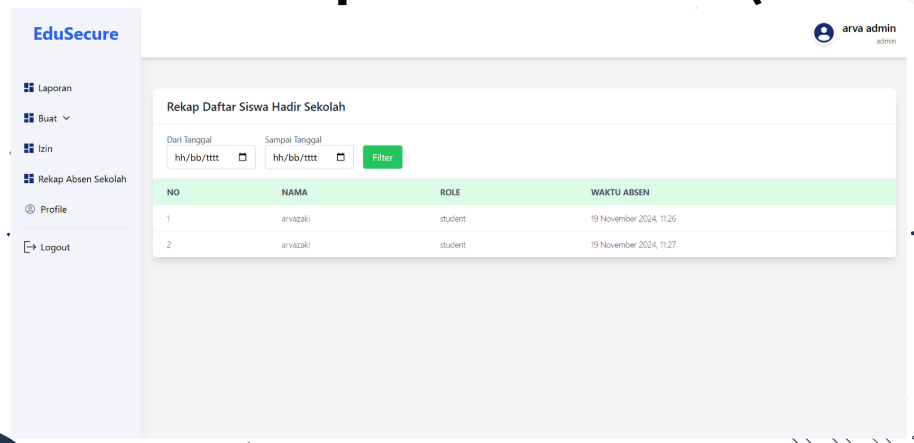 EduSecure
arva admin
admin
Laporan
Buat
Izin
Rekap Absen Sekolah
Profile
Logout
Rekap Daftar Siswa Hadir Sekolah
Dari Tanggal Sampai Tanggal
hh/bb/tttt hh/bb/tttt Filter
NO NAMA ROLE WAKTU ABSEN
1 arvazaki student 19 November 2024, 11:26
2 arvazaki student 19 November 2024, 11:27